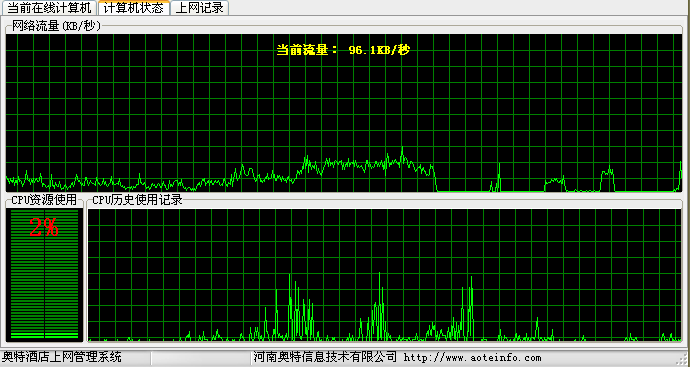 当前在线计算机 计算机状态 上网记录
网络流量(KB/秒)
当前流量： 96.1KB/秒
CPU资源使用 CPU历史使用记录
2%
奥特酒店上网管理系统 河南奥特信息技术有限公司 http://www.aoteinfo.com